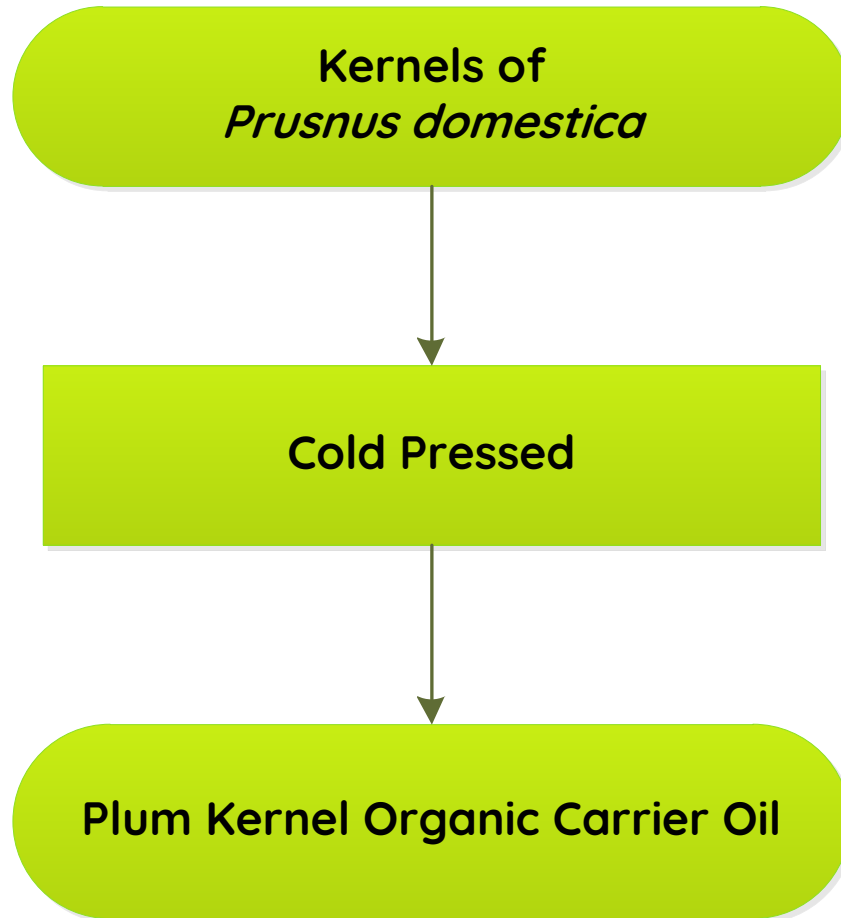 Kernels of
Prusnus domestica
Cold Pressed
Plum Kernel Organic Carrier Oil